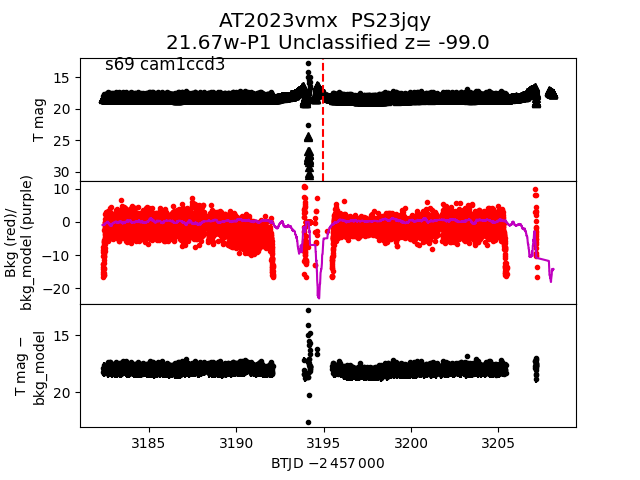 AT2023vmx  PS23jqy
21.67w-P1 Unclassified z= -99.0
s69 cam1ccd3
15
20
25
30
T mag
10
0
−10
−20
Bkg (red)/
bkg_model (purple)
15
20
T mag −
bkg_model
3185
3190
3195
3200
3205
BTJD −2 457 000